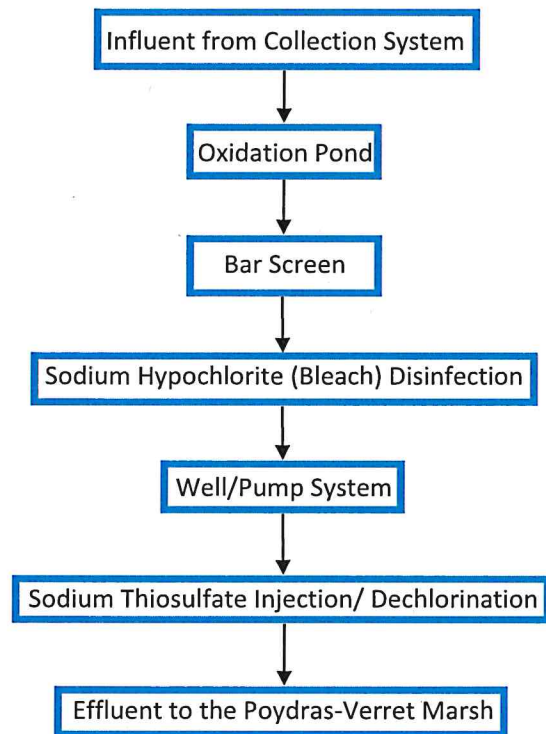 Influent from Collection System
Oxidation Pond
Bar Screen
Sodium Hypochlorite (Bleach) Disinfection
Well/Pump System
Sodium Thiosulfate Injection/ Dechlorination
Effluent to the Poydras-Verret Marsh